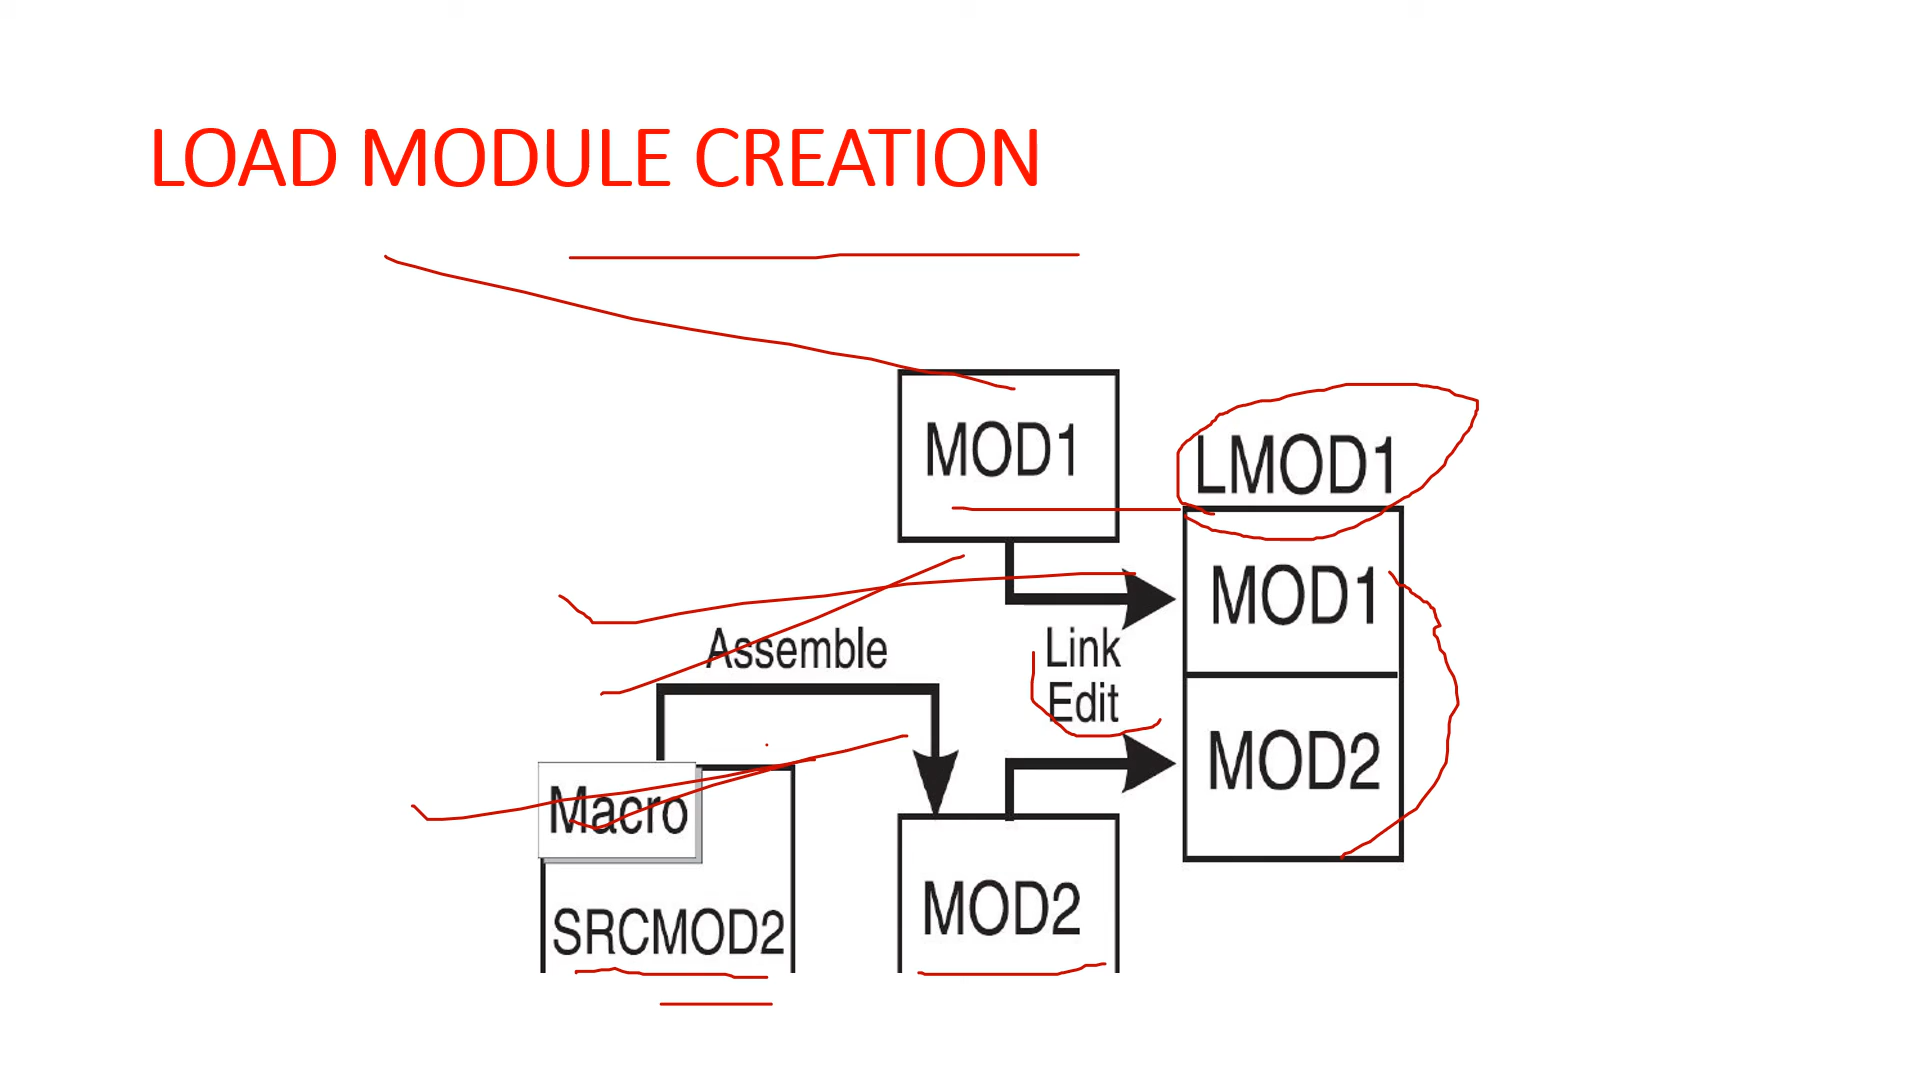 LOAD MODULE CREATION
MOD1
LMOD1
MOD1
Assemble
Link
Edit
MOD2
Macro
SRCMOD2
MOD2